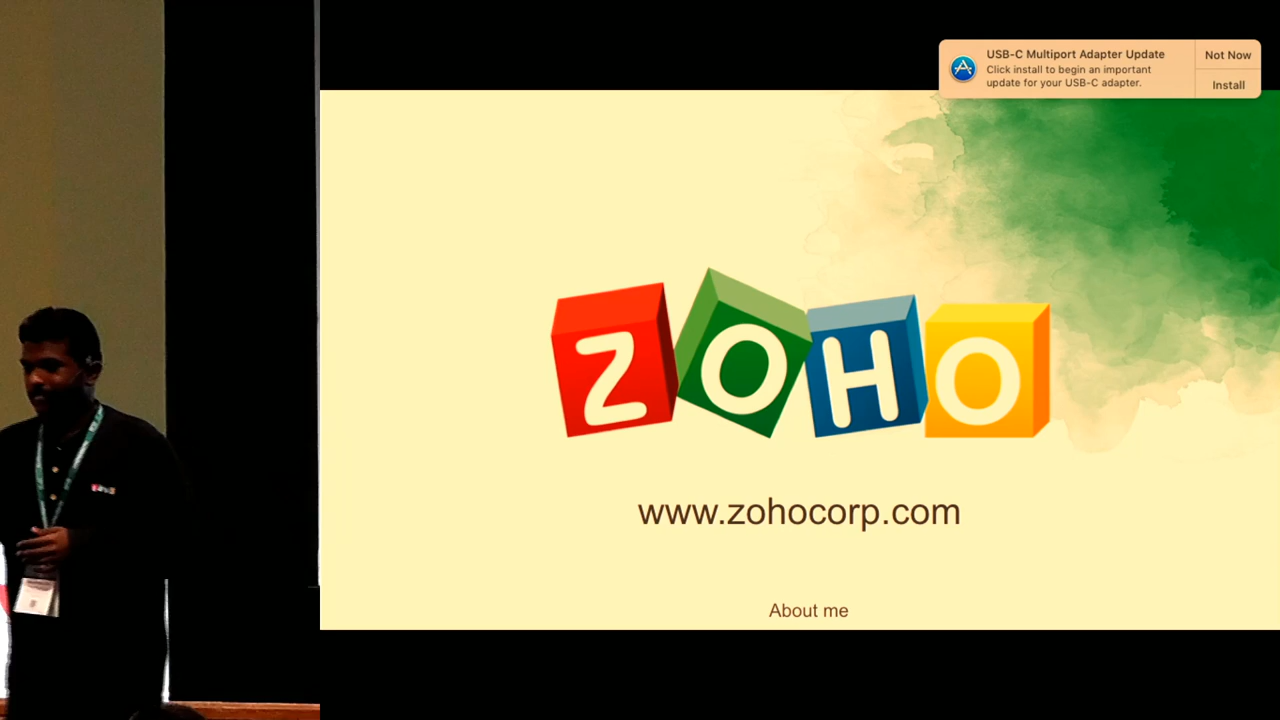 USB-C Multiport Adapter Update
Click install to begin an important
update for your USB-C adapter.
Not Now
Install
ZOHO
www.zohocorp.com
About me